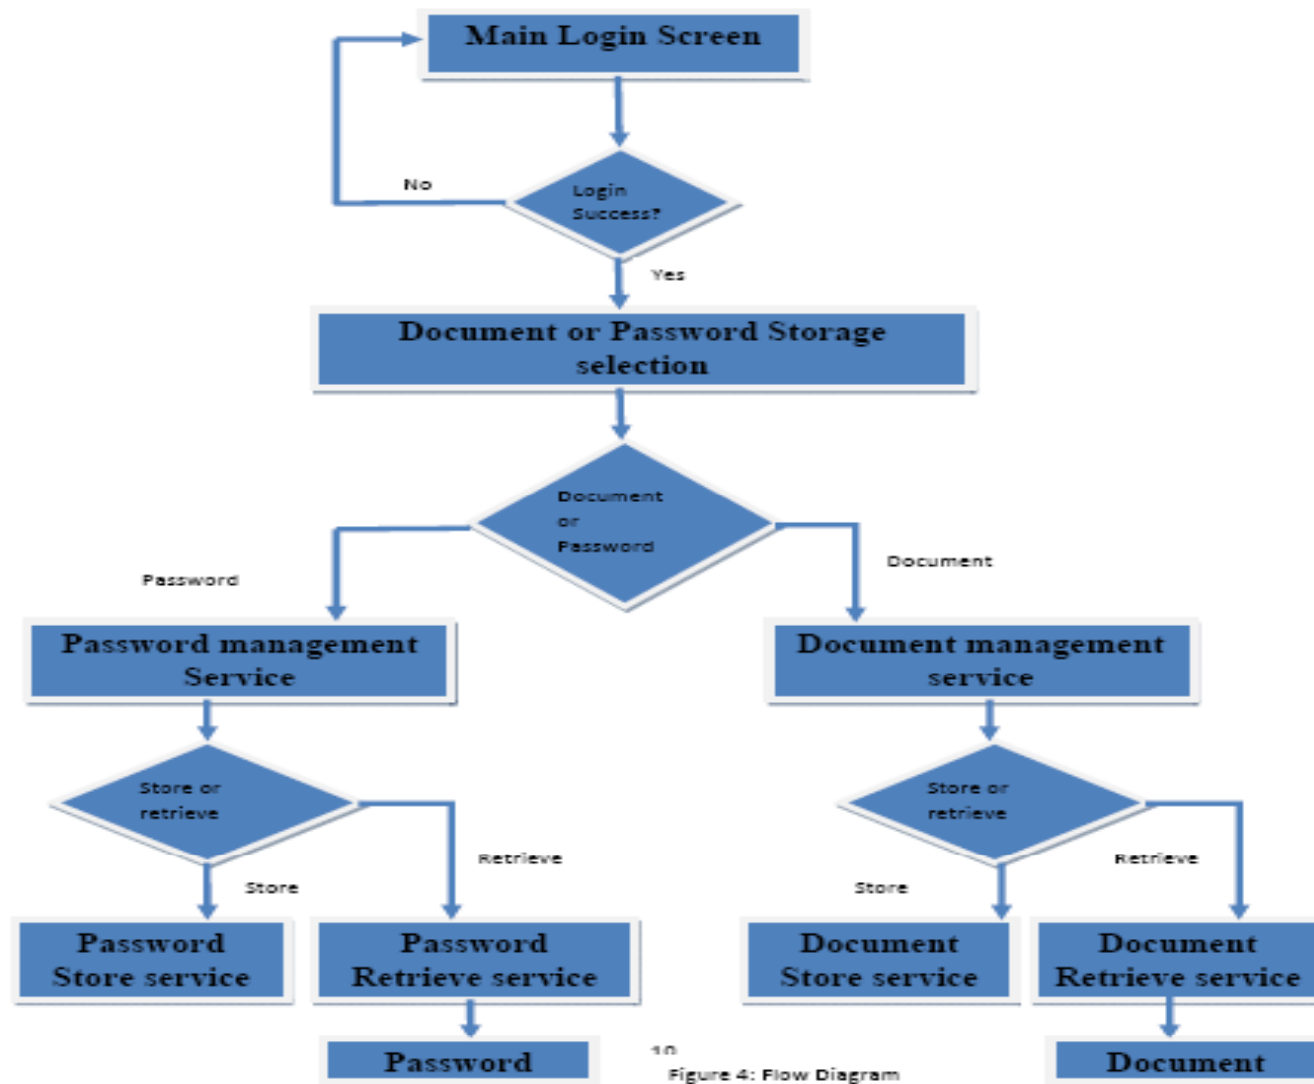 Main Login Screen
No
Login
Success?
Yes
Document or Password Storage
selection
Document
or
Password
Password
Document
Password management
Service
Document management
service
Store or
retrieve
Store or
retrieve
Retrieve
Store
Retrieve
Store
Password
Store service
Password
Retrieve service
Document
Store service
Document
Retrieve service
Password
Document
10
Figure 4: Flow Diagram